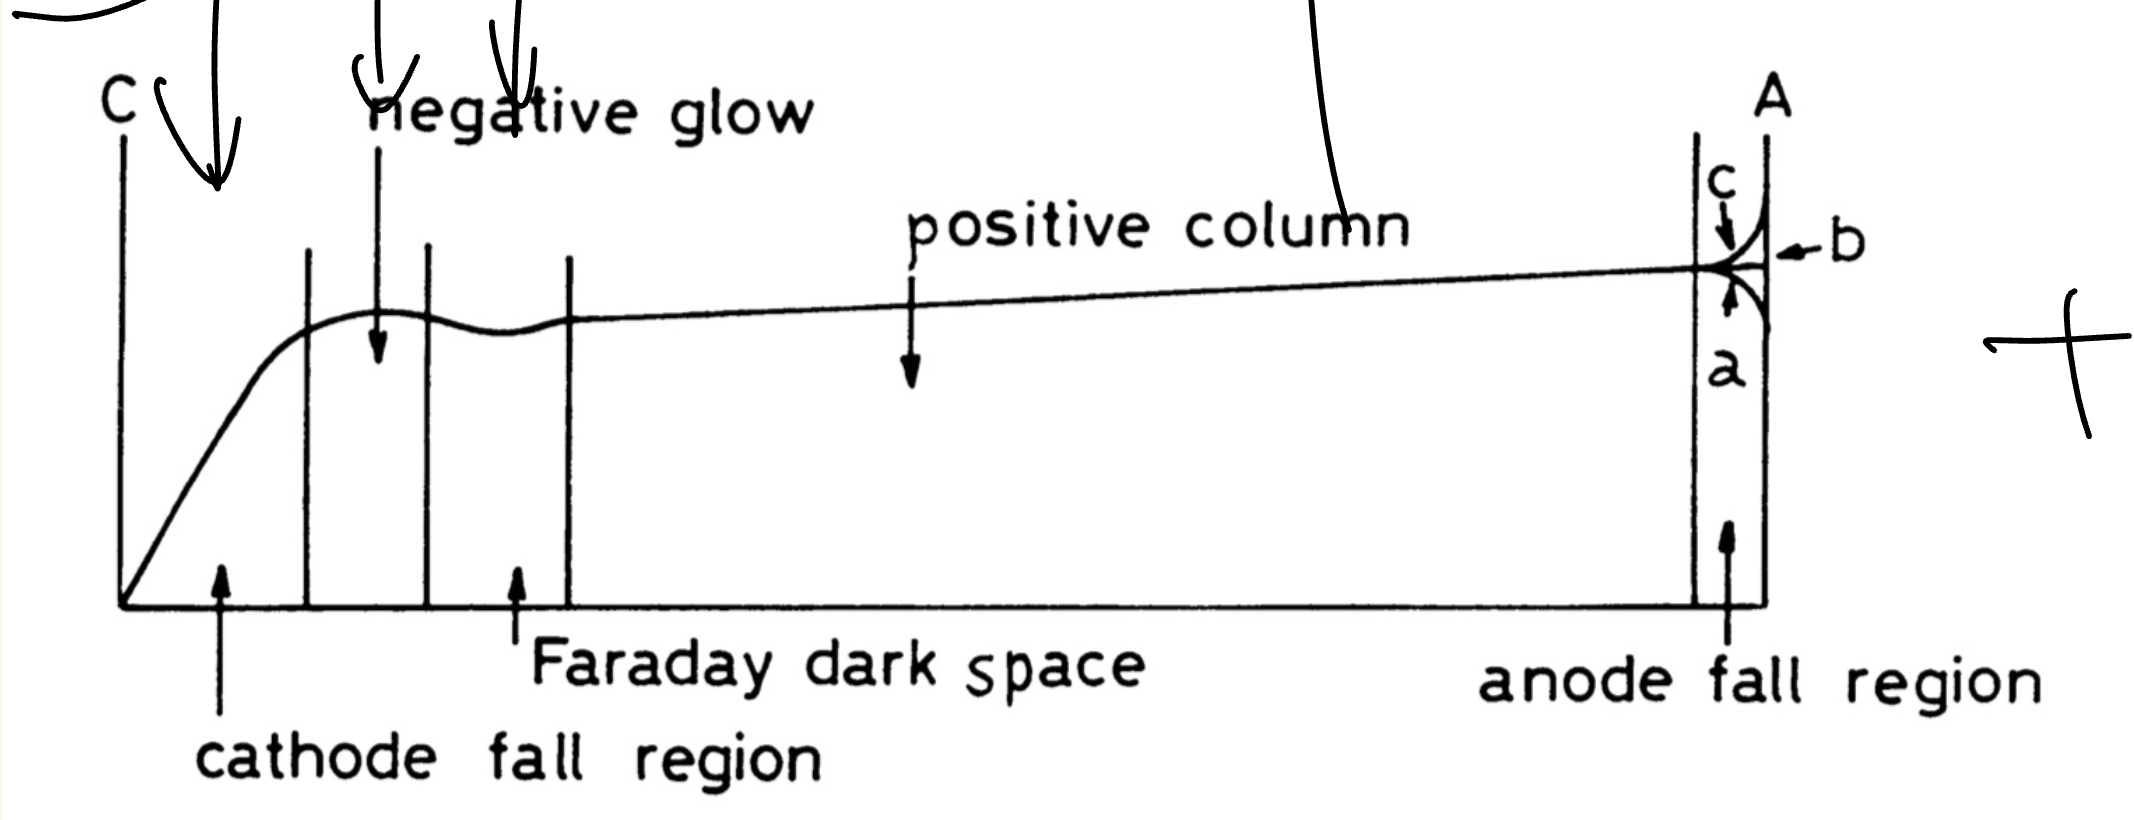 C
A
negative glow
c
positive column
b
+
a
Faraday dark space
anode fall region
cathode fall region